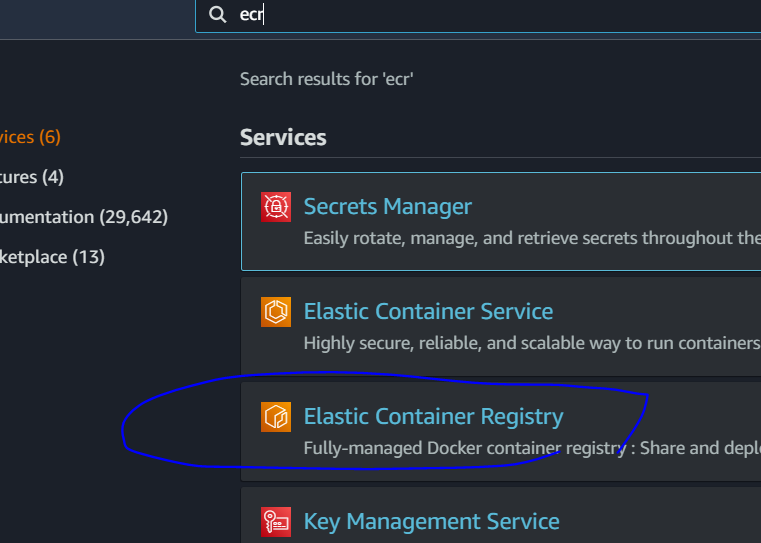 ecr
Search results for 'ecr'
vices (6)
tures (4)
umentation (29,642)
ketplace (13)
Services
Secrets Manager
Easily rotate, manage, and retrieve secrets throughout the
Elastic Container Service
Highly secure, reliable, and scalable way to run containers
Elastic Container Registry
Fully-managed Docker container registry : Share and deplo
Key Management Service